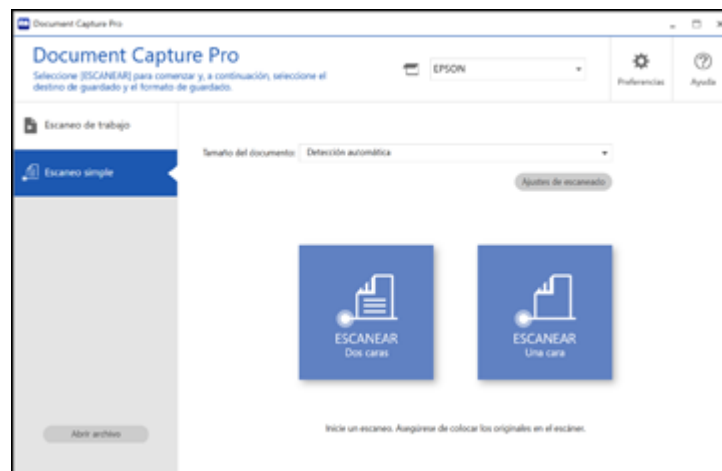 Document Capture Pro
Document Capture Pro
Seleccione [ESCANEAR] para comenzar y, a continuación, seleccione el
destino de guardado y el formato de guardado.
EPSON
Preferencias
Ayuda
Escaneo de trabajo
Escaneo simple
Tamaño del documento: Detección automática
Ajustes de escaneado
ESCANEAR
Dos caras
ESCANEAR
Una cara
Abrir archivo
Inicie un escaneo. Asegúrese de colocar los originales en el escáner.